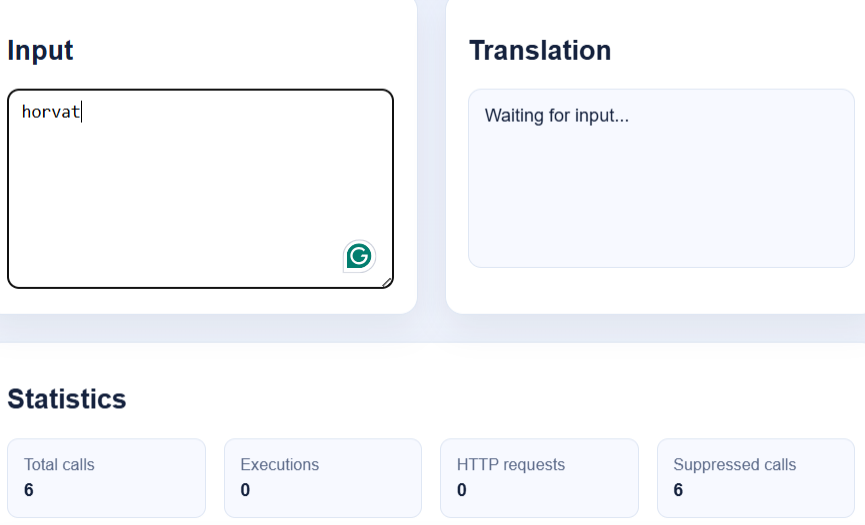 Input
Translation
horvat
Waiting for input...
Statistics
Total calls
6
Executions
0
HTTP requests
0
Suppressed calls
6